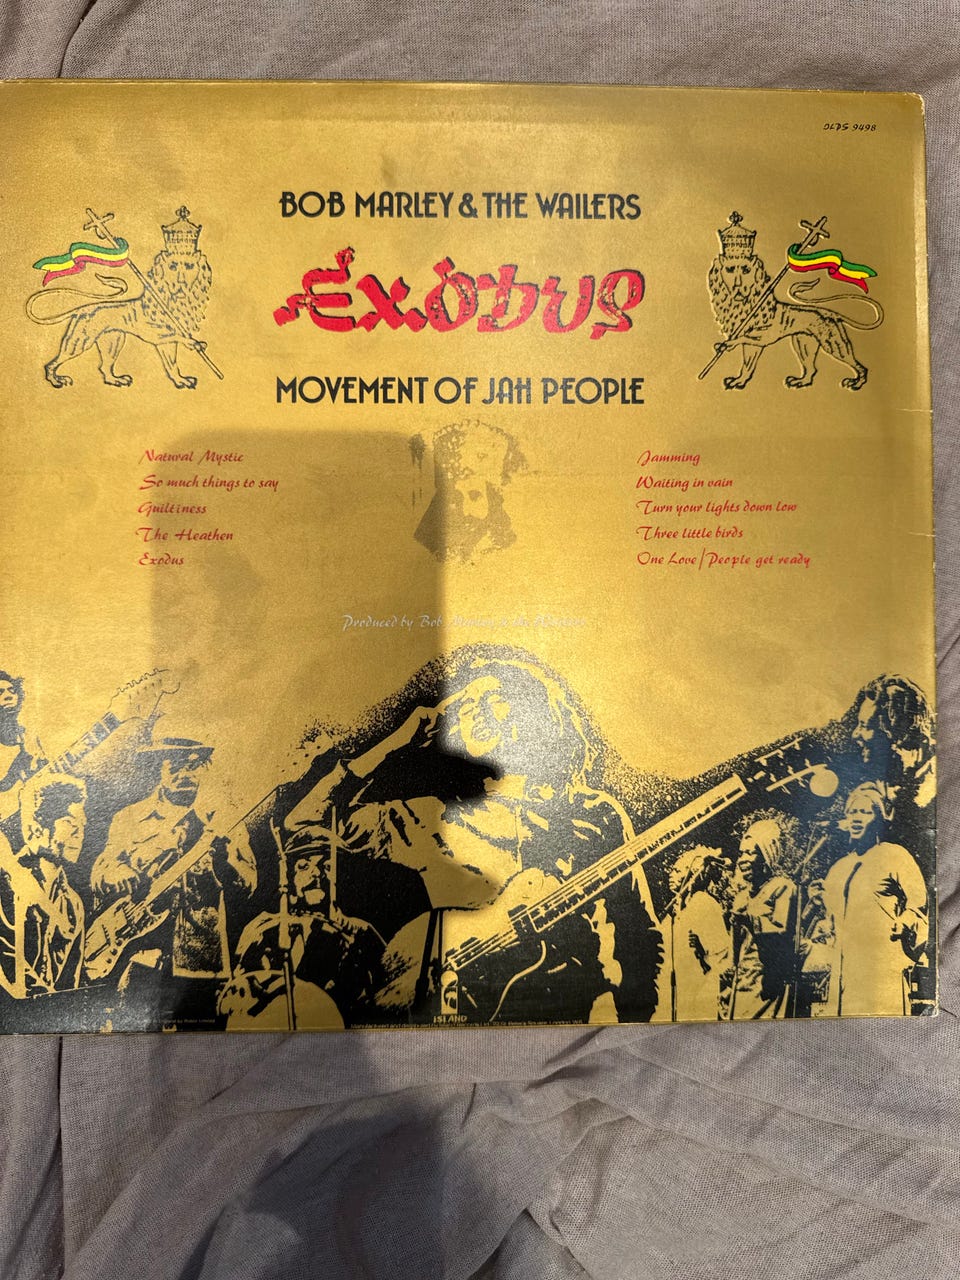 ILPS 9498
BOB MARLEY & THE WAILERS
EXODUS
MOVEMENT OF JAH PEOPLE
Natural Mystic
So much things to say
Guiltiness
The Heathen
Exodus
Jamming
Waiting in vain
Turn your lights down low
Three little birds
One Love/People get ready
Produced by Bob Marley & the Wailers
ISLAND